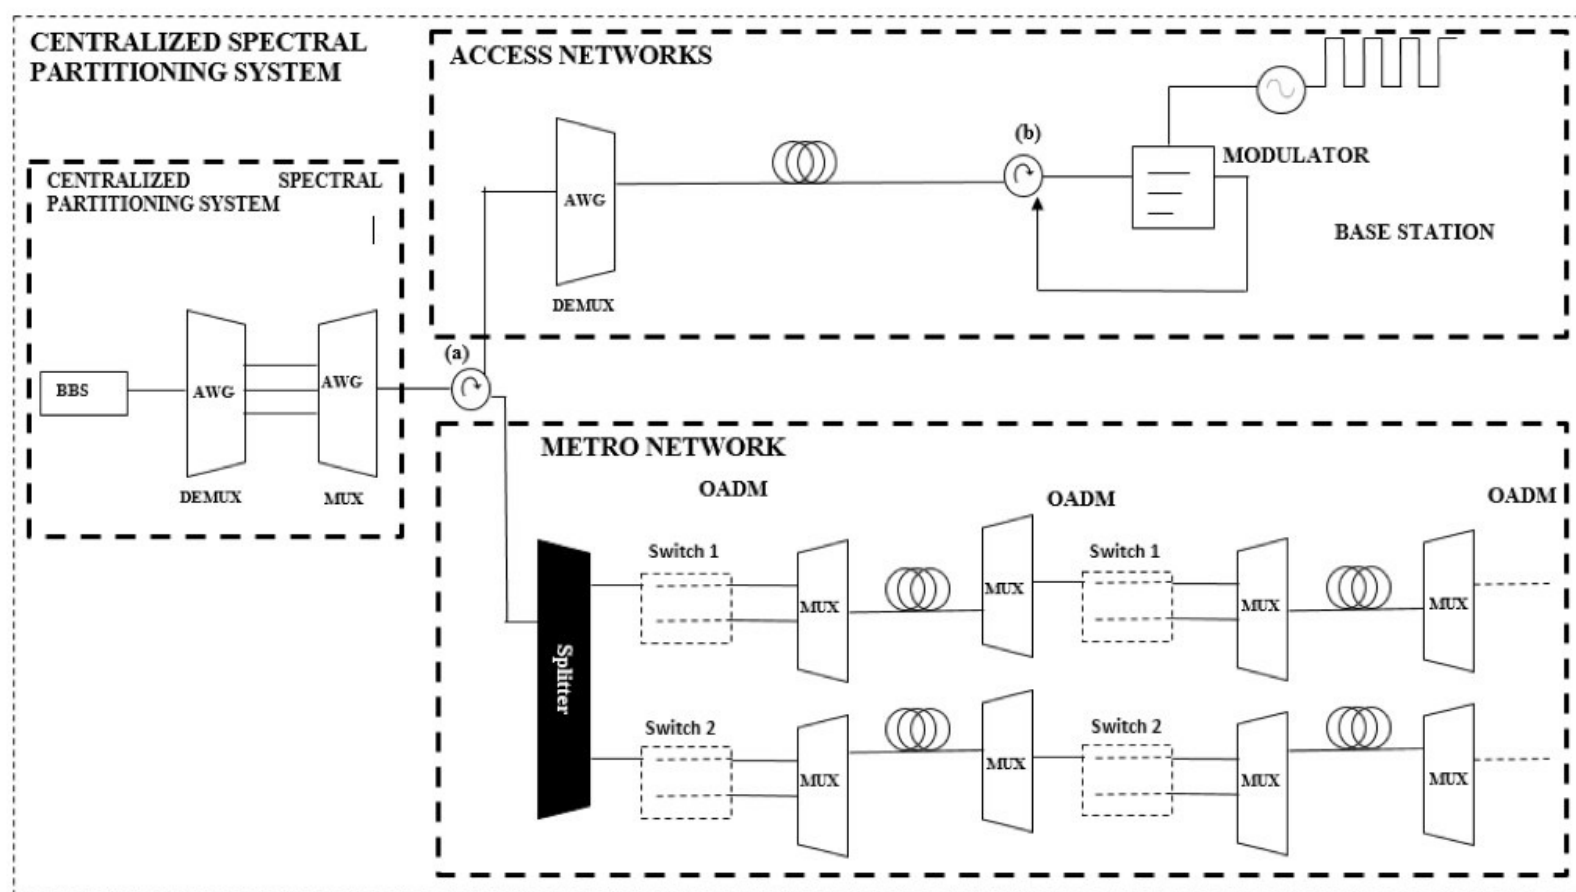 CENTRALIZED SPECTRAL
PARTITIONING SYSTEM
ACCESS NETWORKS
(b)
MODULATOR
CENTRALIZED SPECTRAL
PARTITIONING SYSTEM
AWG
BASE STATION
DEMUX
(a)
BBS
AWG
AWG
DEMUX
MUX
METRO NETWORK
OADM
OADM
OADM
Switch 1
Switch 1
MUX
MUX
MUX
MUX
Splitter
Switch 2
Switch 2
MUX
MUX
MUX
MUX